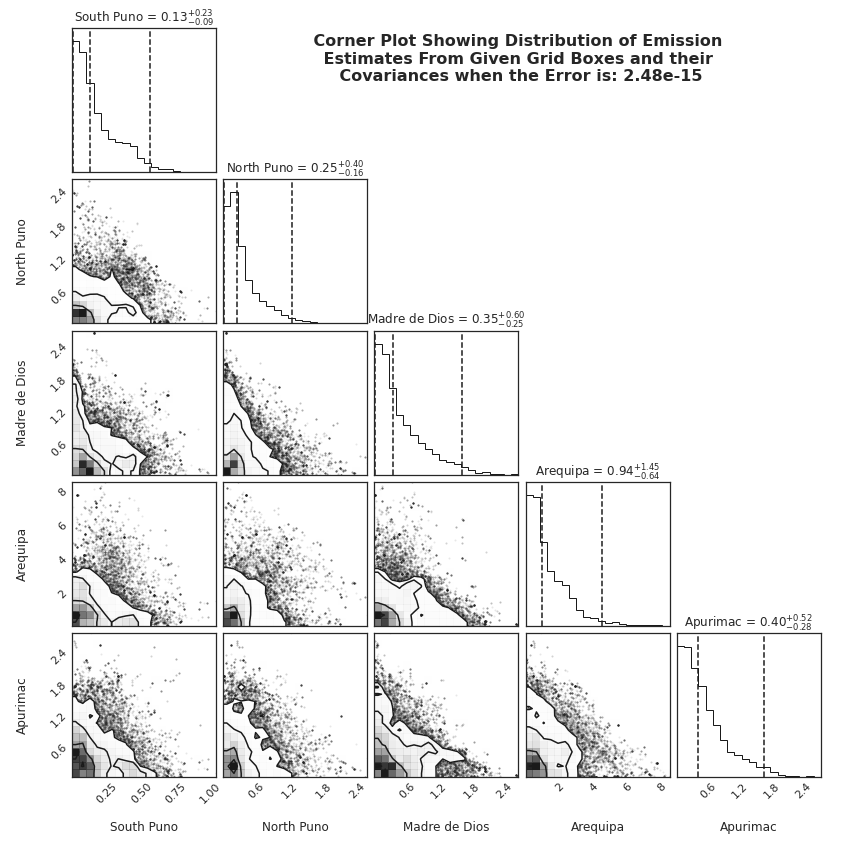 South Puno = 0.13+0.23−0.09
Corner Plot Showing Distribution of Emission
Estimates From Given Grid Boxes and their
Covariances when the Error is: 2.48e-15
North Puno = 0.25+0.40−0.16
North Puno
2.4
1.8
1.2
0.6
Madre de Dios = 0.35+0.60−0.25
Madre de Dios
2.4
1.8
1.2
0.6
Arequipa = 0.94+1.45−0.64
Arequipa
8
6
4
2
Apurimac = 0.40+0.52−0.28
Apurimac
2.4
1.8
1.2
0.6
0.25 0.50 0.75 1.00
0.6 1.2 1.8 2.4
0.6 1.2 1.8 2.4
2 4 6 8
0.6 1.2 1.8 2.4
South Puno North Puno Madre de Dios Arequipa Apurimac